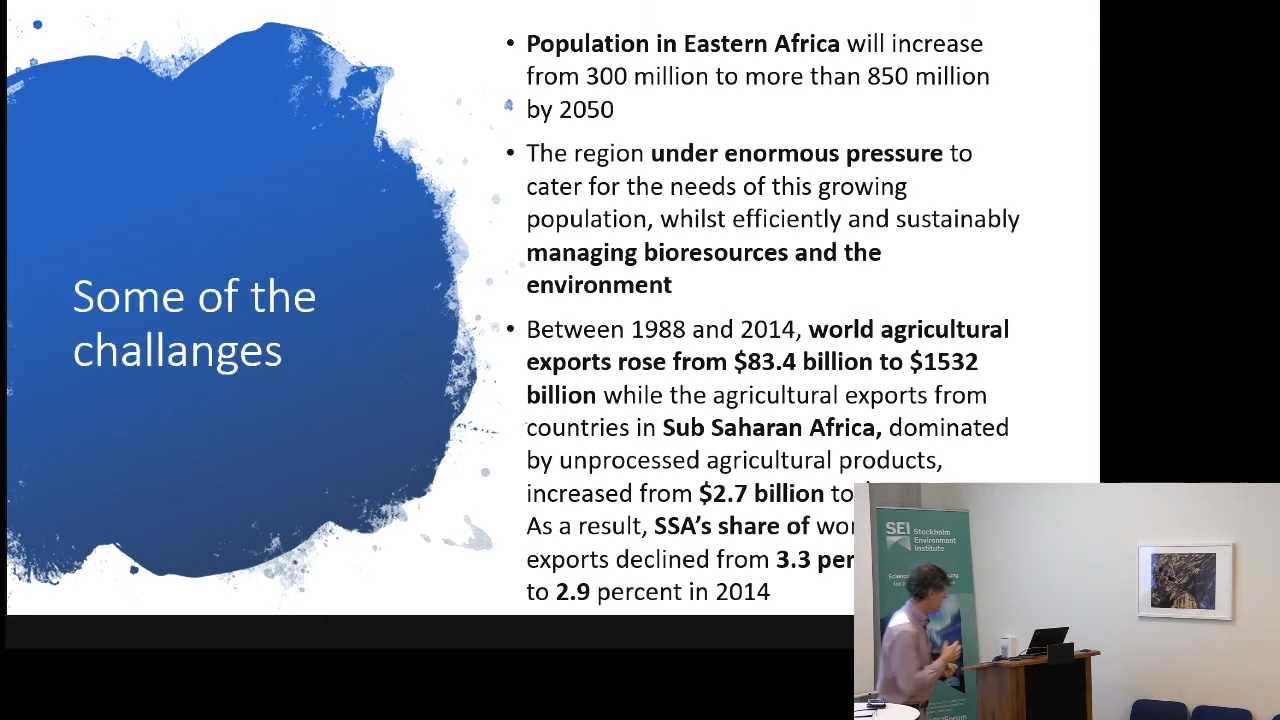 Some of the
challanges
• Population in Eastern Africa will increase
from 300 million to more than 850 million
by 2050
• The region under enormous pressure to
cater for the needs of this growing
population, whilst efficiently and sustainably
managing bioresources and the
environment
• Between 1988 and 2014, world agricultural
exports rose from $83.4 billion to $1532
billion while the agricultural exports from
countries in Sub Saharan Africa, dominated
by unprocessed agricultural products,
increased from $2.7 billion to
As a result, SSA's share of
exports declined from 3.3
to 2.9 percent in 2014
SEI Stockholm
Environment
Institute